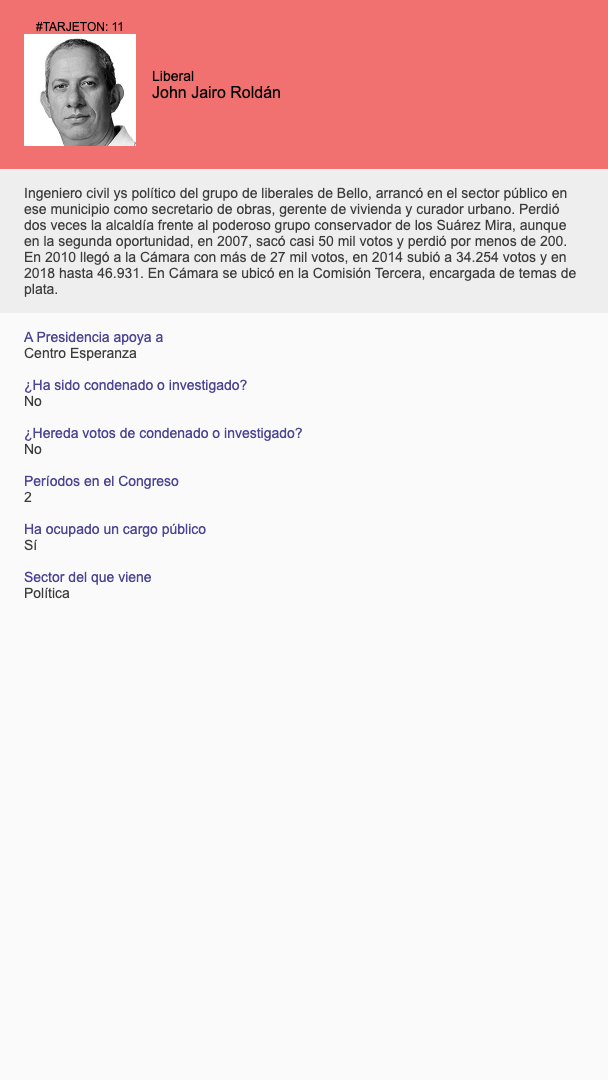 #TARJETON: 11
Liberal
John Jairo Roldán
Ingeniero civil ys político del grupo de liberales de Bello, arrancó en el sector público en
ese municipio como secretario de obras, gerente de vivienda y curador urbano. Perdió
dos veces la alcaldía frente al poderoso grupo conservador de los Suárez Mira, aunque
en la segunda oportunidad, en 2007, sacó casi 50 mil votos y perdió por menos de 200.
En 2010 llegó a la Cámara con más de 27 mil votos, en 2014 subió a 34.254 votos y en
2018 hasta 46.931. En Cámara se ubicó en la Comisión Tercera, encargada de temas de
plata.
A Presidencia apoya a
Centro Esperanza
¿Ha sido condenado o investigado?
No
¿Hereda votos de condenado o investigado?
No
Períodos en el Congreso
2
Ha ocupado un cargo público
Sí
Sector del que viene
Política